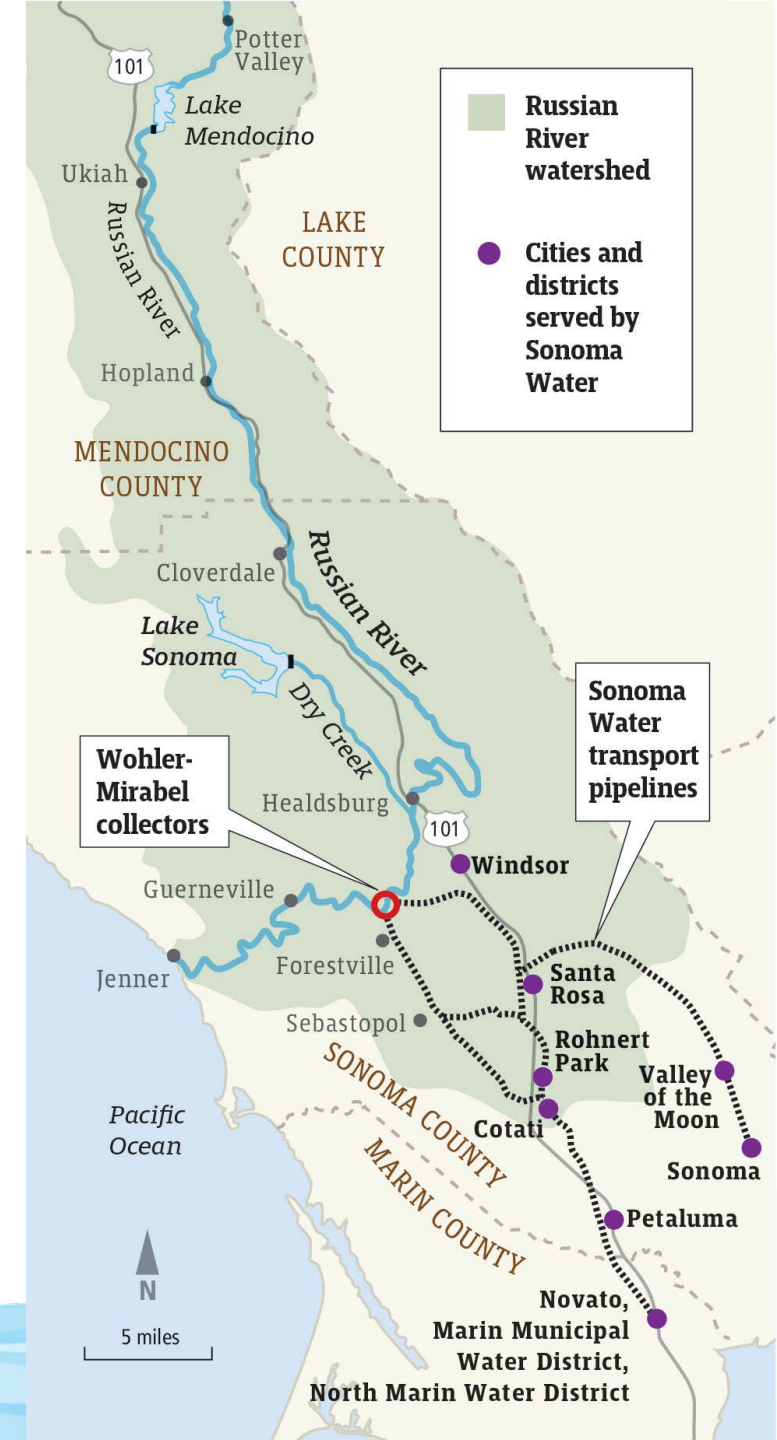 Potter
Valley
101
Lake
Mendocino
Ukiah
Russian River
LAKE
COUNTY
Russian
River
watershed
Cities and
districts
served by
Sonoma
Water
Hopland
MENDOCINO
COUNTY
Cloverdale
Russian River
Lake
Sonoma
Dry Creek
Sonoma
Water
transport
pipelines
Wohler-
Mirabel
collectors
Healdsburg
101
Windsor
Guerneville
Forestville
Jenner
Santa
Rosa
Sebastopol
Rohnert
Park
SONOMA COUNTY
Valley
of the
Moon
Cotati
Pacific
Ocean
MARIN COUNTY
Sonoma
Petaluma
N
5 miles
Novato,
Marin Municipal
Water District,
North Marin Water District